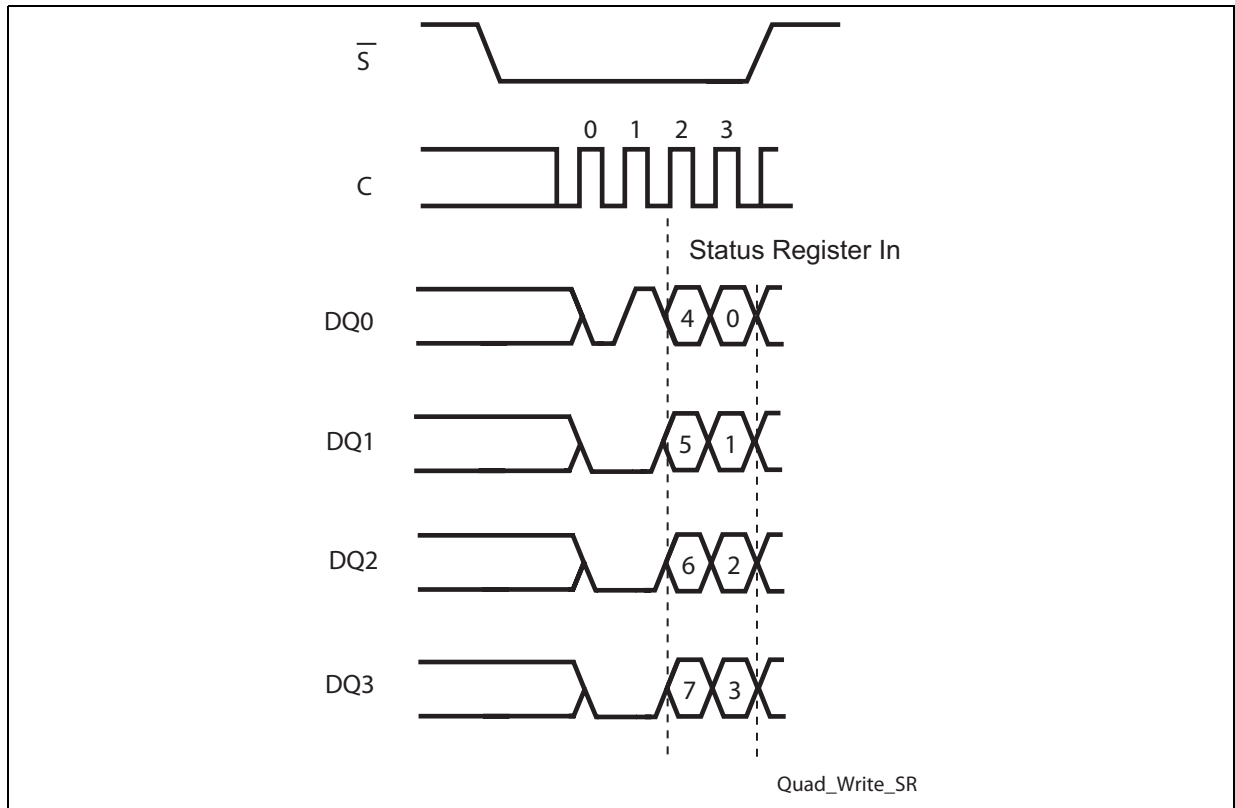 S̅
0 1 2 3
C
Status Register In
DQ0 4 0
DQ1 5 1
DQ2 6 2
DQ3 7 3
Quad_Write_SR